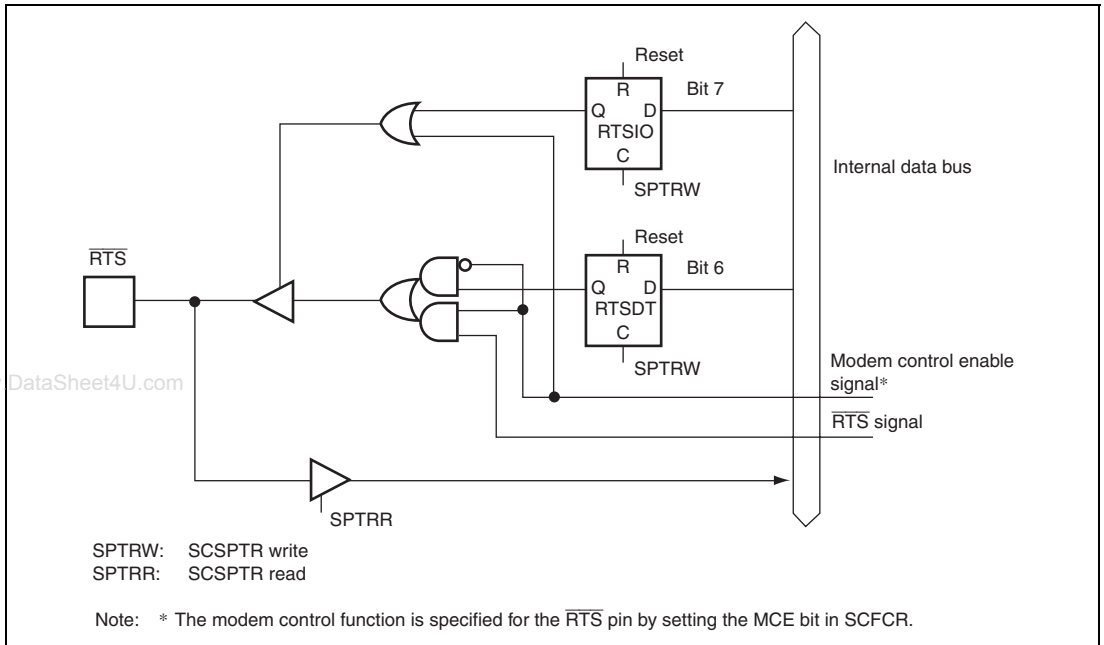 Reset
R
Bit 7
Q D
RTSIO
C
SPTRW
Internal data bus
Reset
R
Bit 6
Q D
RTSDT
C
SPTRW
RTS
Modem control enable
signal*
RTS signal
DataSheet4U.com
SPTRR
SPTRW: SCSPTR write
SPTRR: SCSPTR read
Note: * The modem control function is specified for the RTS pin by setting the MCE bit in SCFCR.